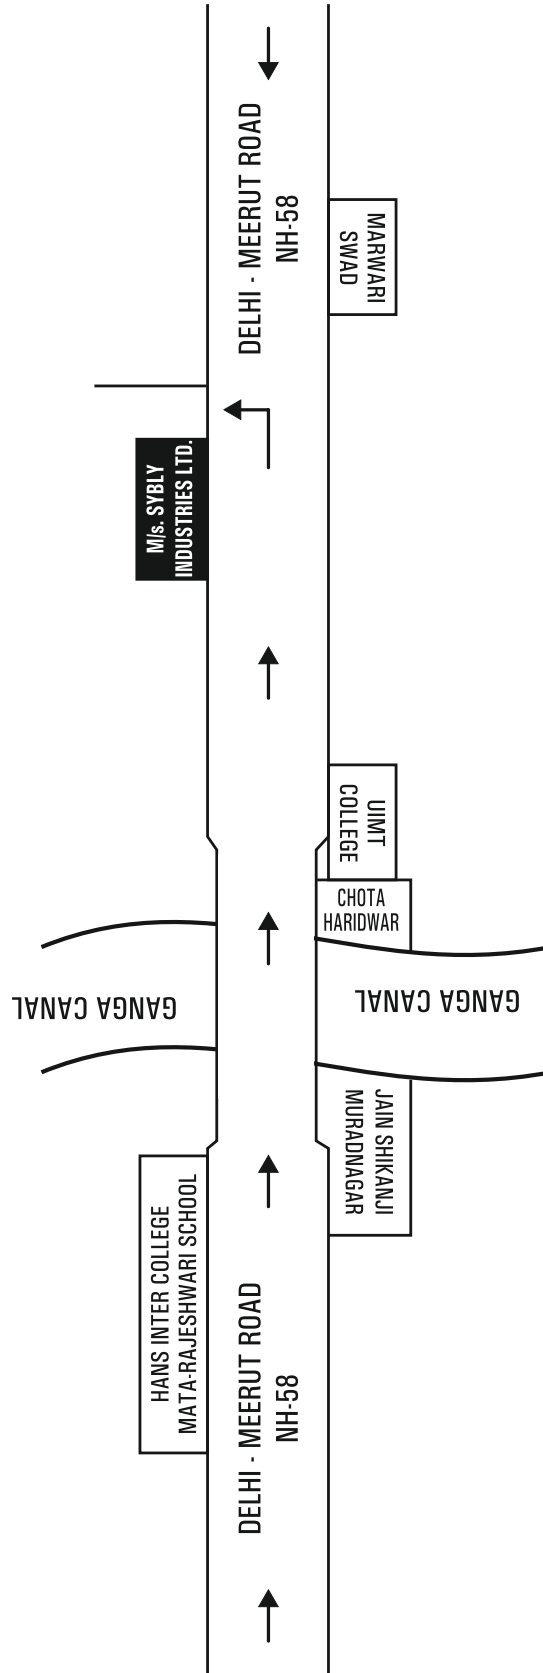 DELHI - MEERUT ROAD
NH-58
MARWARI
SWAD
M/s. SYBLY
INDUSTRIES LTD.
UIMT
COLLEGE
CHOTA
HARIDWAR
GANGA CANAL
GANGA CANAL
JAIN SHIKANJI
MURADNAGAR
HANS INTER COLLEGE
MATA-RAJESHWARI SCHOOL
DELHI - MEERUT ROAD
NH-58